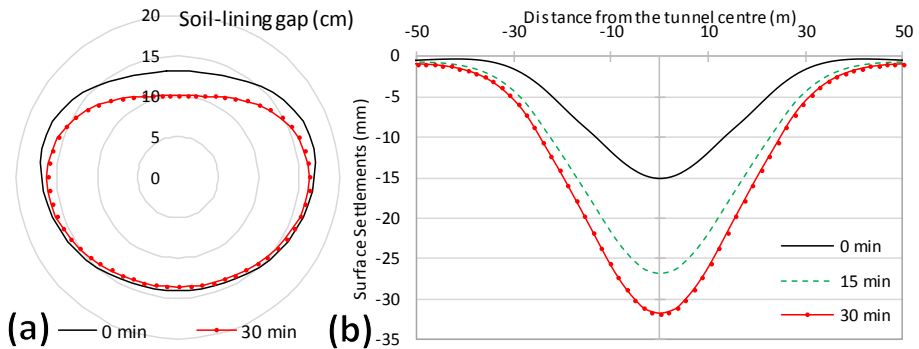 Soil-lining gap (cm)
20
15
10
5
0
(a)
0 min
30 min
Distance from the tunnel centre (m)
-50
-30
-10
10
30
50
Surface Settlements (mm)
0
-5
-10
-15
-20
-25
-30
-35
0 min
15 min
30 min
(b)